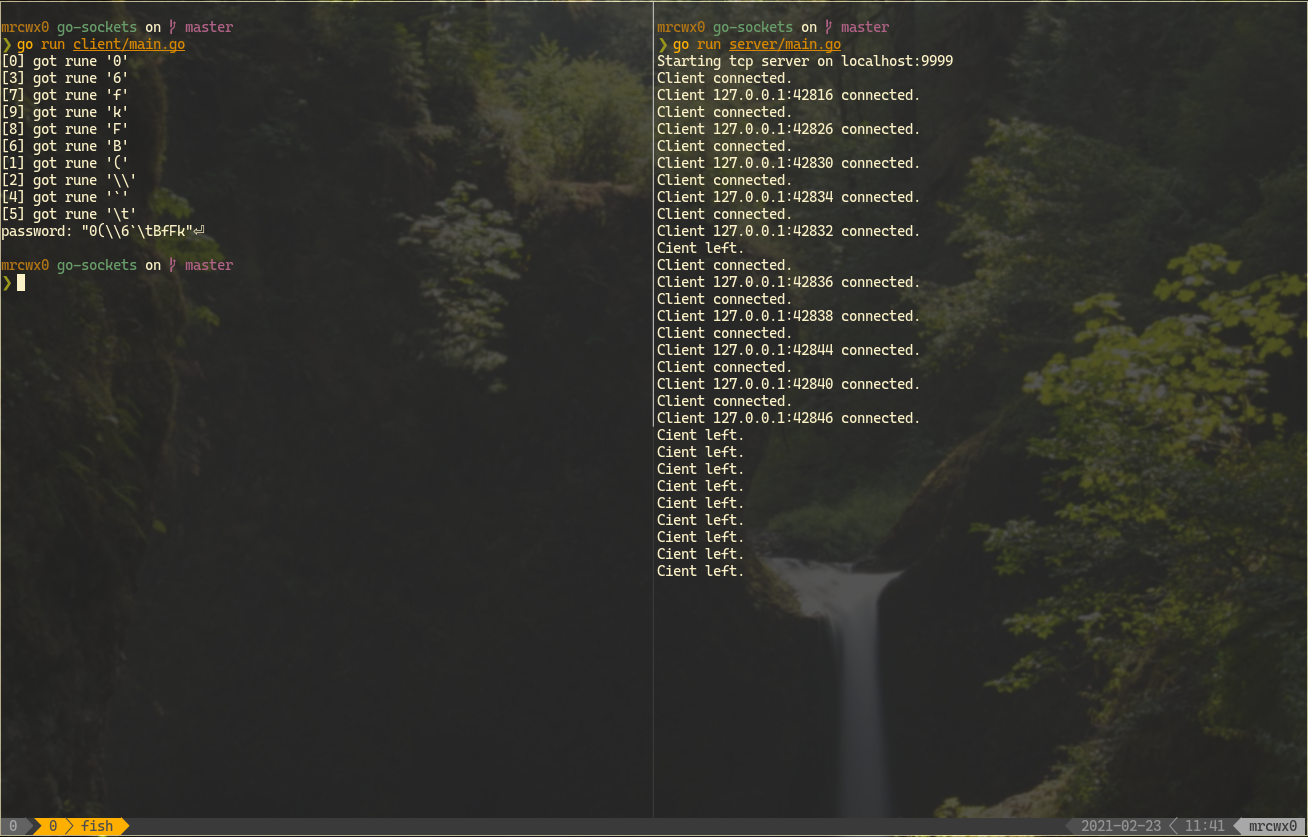 mrcwx0 go-sockets on master
❯ go run client/main.go
[0] got rune '0'
[3] got rune '6'
[7] got rune 'f'
[9] got rune 'k'
[8] got rune 'F'
[6] got rune 'B'
[1] got rune '('
[2] got rune '\\'
[4] got rune '`'
[5] got rune '\t'
password: "0(\\6`\tBfFk"⏎
mrcwx0 go-sockets on master
❯
mrcwx0 go-sockets on master
❯ go run server/main.go
Starting tcp server on localhost:9999
Client connected.
Client 127.0.0.1:42816 connected.
Client connected.
Client 127.0.0.1:42826 connected.
Client connected.
Client 127.0.0.1:42830 connected.
Client connected.
Client 127.0.0.1:42834 connected.
Client connected.
Client 127.0.0.1:42832 connected.
Cient left.
Client connected.
Client 127.0.0.1:42836 connected.
Client connected.
Client 127.0.0.1:42838 connected.
Client connected.
Client 127.0.0.1:42844 connected.
Client connected.
Client 127.0.0.1:42840 connected.
Client connected.
Client 127.0.0.1:42846 connected.
Cient left.
Cient left.
Cient left.
Cient left.
Cient left.
Cient left.
Cient left.
Cient left.
Cient left.
0 0 fish 2021-02-23 11:41 mrcwx0